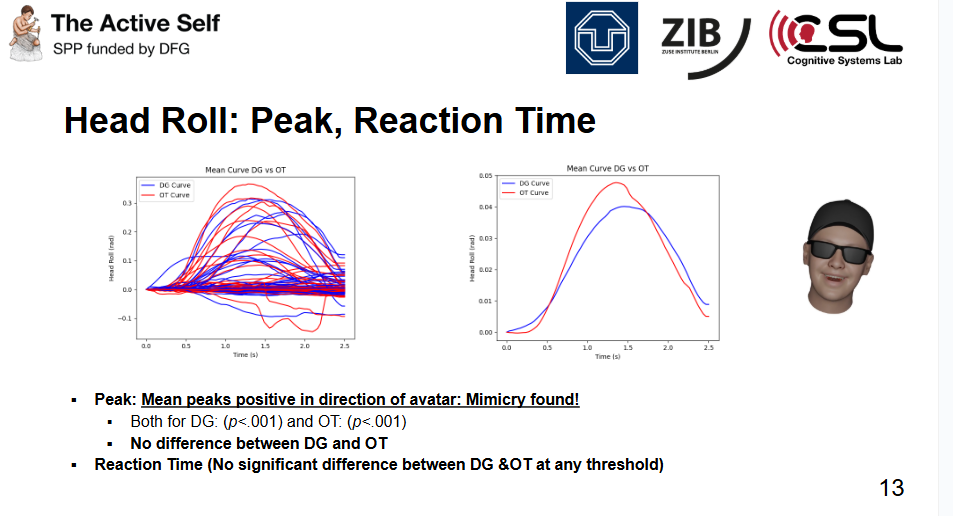 The Active Self
SPP funded by DFG
ZIB
ZUSE INSTITUTE BERLIN
CSL
Cognitive Systems Lab
Head Roll: Peak, Reaction Time
Mean Curve DG vs OT
DG Curve
OT Curve
0.3
0.2
0.1
0.0
−0.1
Head Roll (rad)
0.0 0.5 1.0 1.5 2.0 2.5
Time (s)
Mean Curve DG vs OT
DG Curve
OT Curve
0.05
0.04
0.03
0.02
0.01
0.00
Head Roll (rad)
0.0 0.5 1.0 1.5 2.0 2.5
Time (s)
▪ Peak: Mean peaks positive in direction of avatar: Mimicry found!
▪ Both for DG: (p<.001) and OT: (p<.001)
▪ No difference between DG and OT
▪ Reaction Time (No significant difference between DG &OT at any threshold)
13